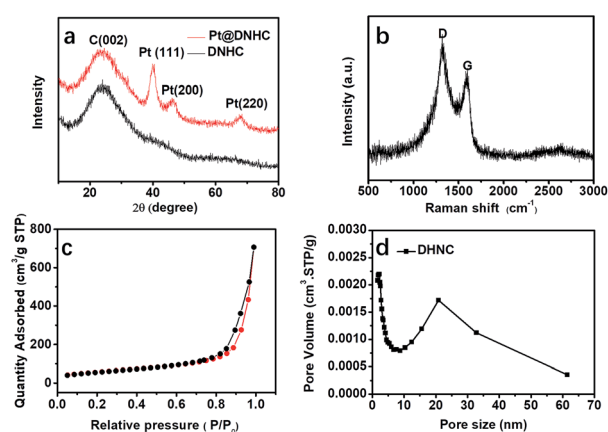 a
C(002)
Pt (111)
Pt(200)
Pt(220)
Pt@DNHC
DNHC
Intensity
20 40 60 80
2θ (degree)
b
D
G
Intensity (a.u.)
500 1000 1500 2000 2500 3000
Raman shift (cm⁻¹)
c
Quantity Adsorbed (cm³/g STP)
800
600
400
200
0
0.0 0.2 0.4 0.6 0.8 1.0
Relative pressure ( P/P₀)
d
DHNC
Pore Volume (cm³.STP/g)
0.0030
0.0025
0.0020
0.0015
0.0010
0.0005
0.0000
0 10 20 30 40 50 60 70
Pore size (nm)